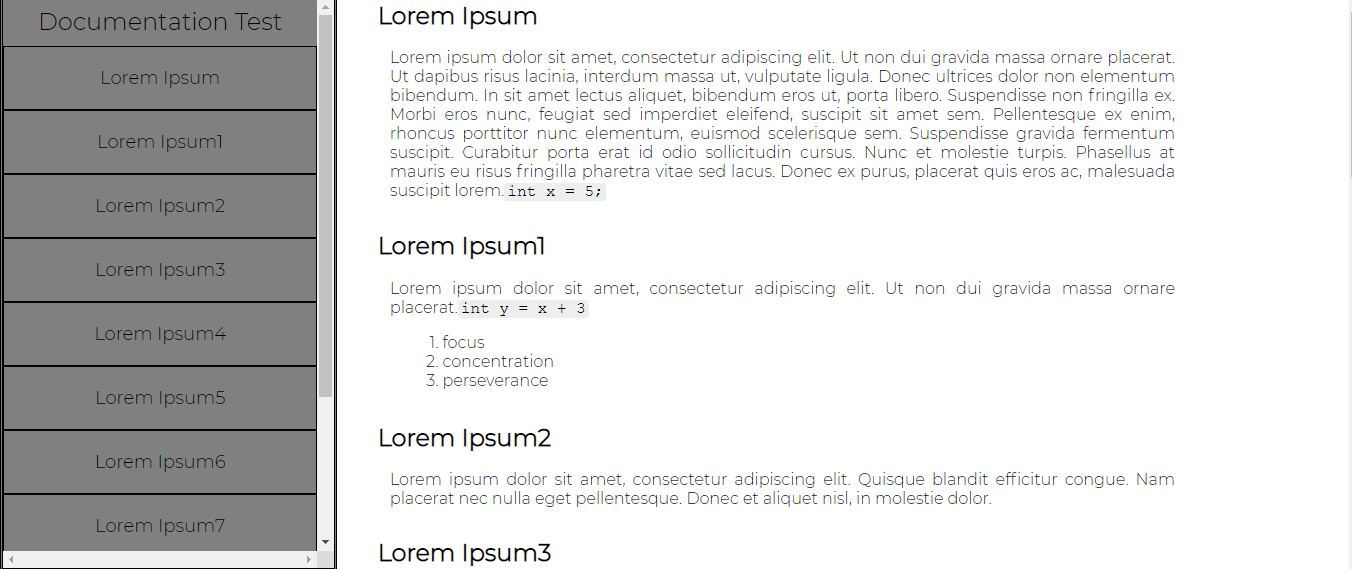 Documentation Test
Lorem Ipsum
Lorem Ipsum1
Lorem Ipsum2
Lorem Ipsum3
Lorem Ipsum4
Lorem Ipsum5
Lorem Ipsum6
Lorem Ipsum7
Lorem Ipsum
Lorem ipsum dolor sit amet, consectetur adipiscing elit. Ut non dui gravida massa ornare placerat.
Ut dapibus risus lacinia, interdum massa ut, vulputate ligula. Donec ultrices dolor non elementum
bibendum. In sit amet lectus aliquet, bibendum eros ut, porta libero. Suspendisse non fringilla ex.
Morbi eros nunc, feugiat sed imperdiet eleifend, suscipit sit amet sem. Pellentesque ex enim,
rhoncus porttitor nunc elementum, euismod scelerisque sem. Suspendisse gravida fermentum
suscipit. Curabitur porta erat id odio sollicitudin cursus. Nunc et molestie turpis. Phasellus at
mauris eu risus fringilla pharetra vitae sed lacus. Donec ex purus, placerat quis eros ac, malesuada
suscipit lorem. int x = 5;
Lorem Ipsum1
Lorem ipsum dolor sit amet, consectetur adipiscing elit. Ut non dui gravida massa ornare
placerat. int y = x + 3
1. focus
2. concentration
3. perseverance
Lorem Ipsum2
Lorem ipsum dolor sit amet, consectetur adipiscing elit. Quisque blandit efficitur congue. Nam
placerat nec nulla eget pellentesque. Donec et aliquet nisl, in molestie dolor.
Lorem Ipsum3